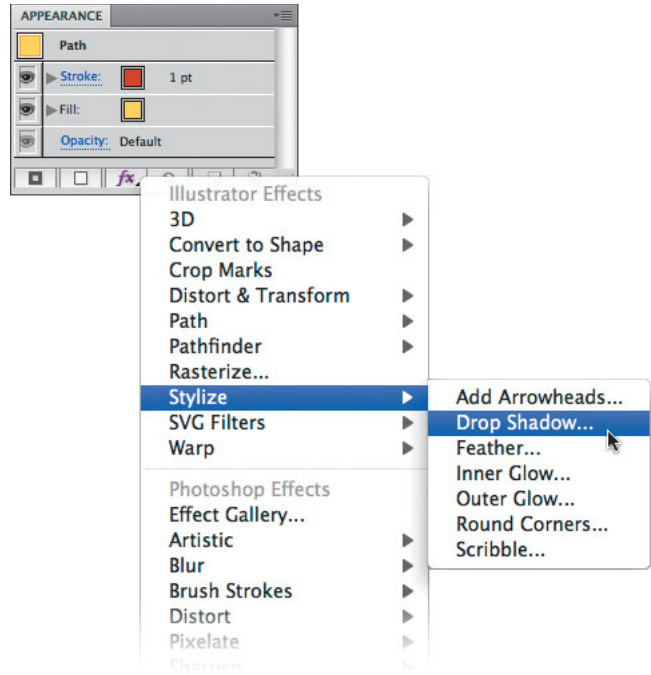 APPEARANCE
Path
Stroke: 1 pt
Fill:
Opacity: Default
fx
Illustrator Effects
3D
Convert to Shape
Crop Marks
Distort & Transform
Path
Pathfinder
Rasterize...
Stylize
SVG Filters
Warp
Photoshop Effects
Effect Gallery...
Artistic
Blur
Brush Strokes
Distort
Pixelate
Sharpen
Add Arrowheads...
Drop Shadow...
Feather...
Inner Glow...
Outer Glow...
Round Corners...
Scribble...